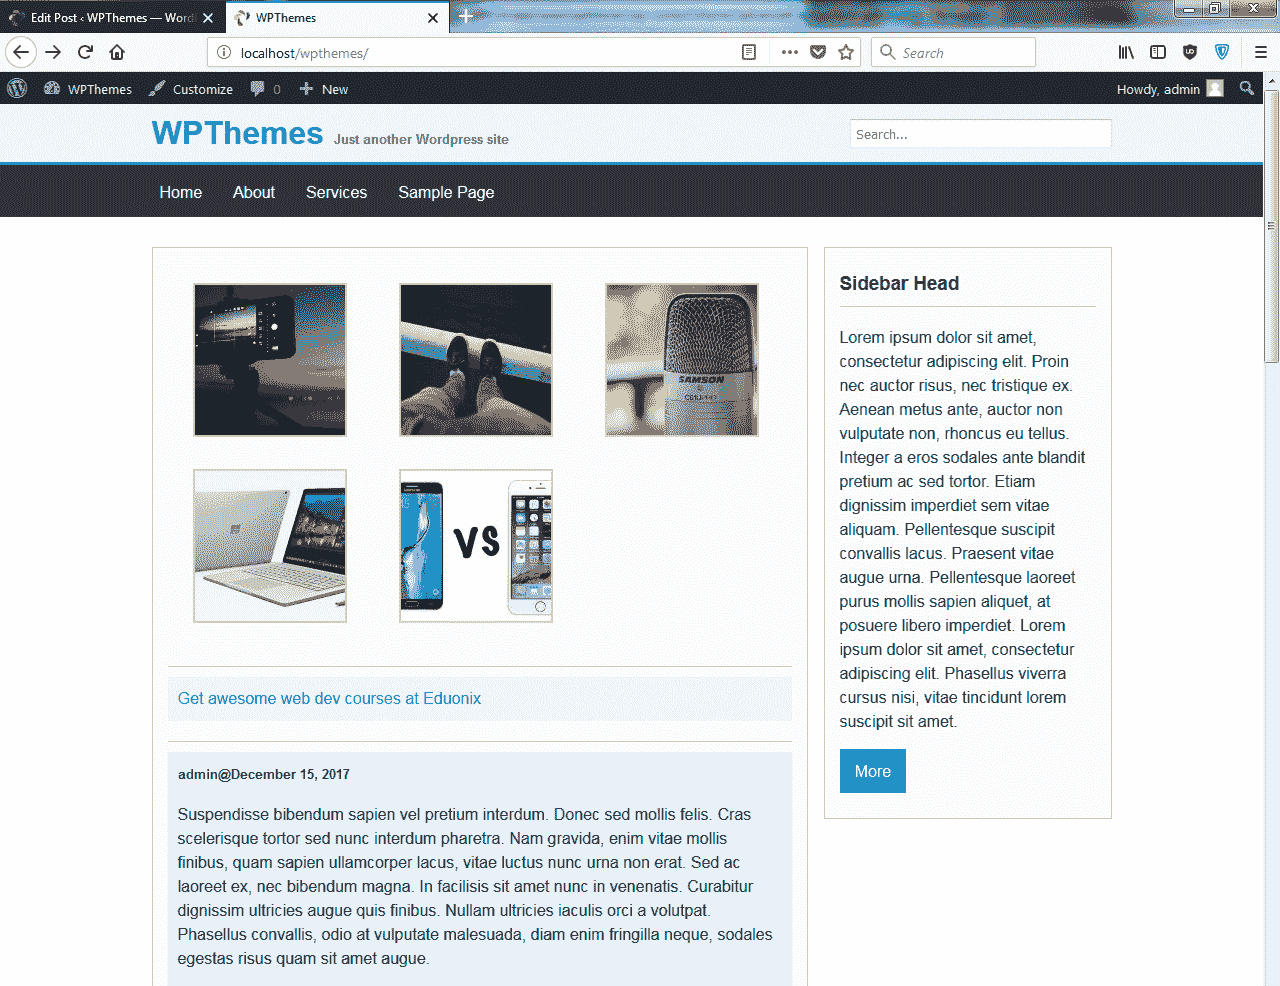 Edit Post ‹ WPThemes — Word
WPThemes
localhost/wpthemes/
Search
WPThemes
Customize
0
New
Howdy, admin
WPThemes Just another Wordpress site
Search...
Home
About
Services
Sample Page
SAMSON
VS
Get awesome web dev courses at Eduonix
admin@December 15, 2017
Suspendisse bibendum sapien vel pretium interdum. Donec sed mollis felis. Cras
scelerisque tortor sed nunc interdum pharetra. Nam gravida, enim vitae mollis
finibus, quam sapien ullamcorper lacus, vitae luctus nunc urna non erat. Sed ac
laoreet ex, nec bibendum magna. In facilisis sit amet nunc in venenatis. Curabitur
dignissim ultricies augue quis finibus. Nullam ultricies iaculis orci a volutpat.
Phasellus convallis, odio at vulputate malesuada, diam enim fringilla neque, sodales
egestas risus quam sit amet augue.
Sidebar Head
Lorem ipsum dolor sit amet,
consectetur adipiscing elit. Proin
nec auctor risus, nec tristique ex.
Aenean metus ante, auctor non
vulputate non, rhoncus eu tellus.
Integer a eros sodales ante blandit
pretium ac sed tortor. Etiam
dignissim imperdiet sem vitae
aliquam. Pellentesque suscipit
convallis lacus. Praesent vitae
augue urna. Pellentesque laoreet
purus mollis sapien aliquet, at
posuere libero imperdiet. Lorem
ipsum dolor sit amet, consectetur
adipiscing elit. Phasellus viverra
cursus nisi, vitae tincidunt lorem
suscipit sit amet.
More